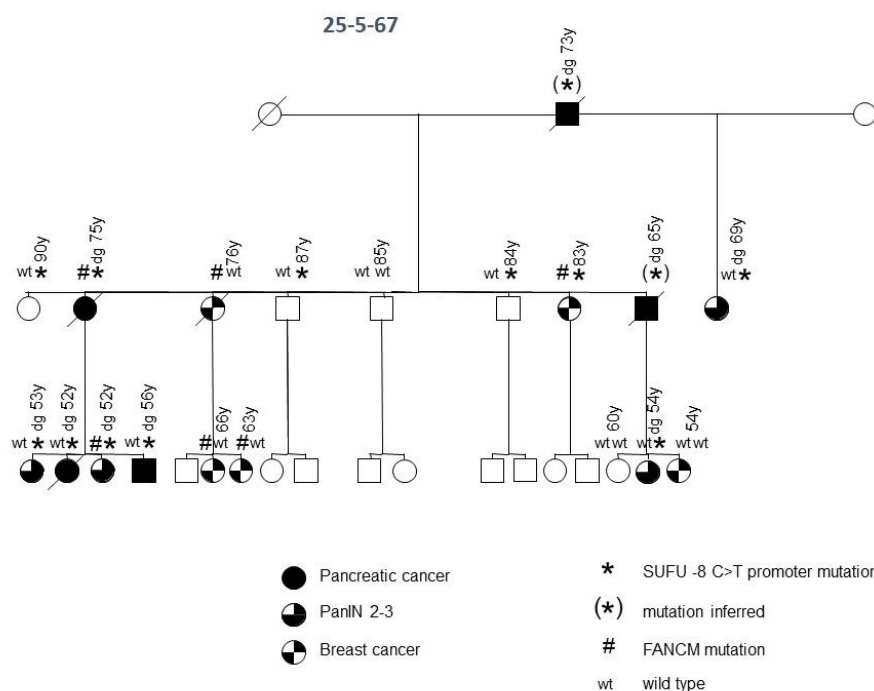 25-5-67
dg 73y
(*)
wt * 90y
#* dg 75y
# wt 76y
wt * 87y
wt wt 85y
wt * 84y
# * 83y
(*) dg 65y
wt * dg 69y
wt * dg 53y
wt * dg 52y
#* dg 52y
wt * dg 56y
# wt 66y
# wt 63y
wt wt 60y
wt * dg 54y
wt wt 54y
Pancreatic cancer
PanIN 2-3
Breast cancer
* SUFU -8 C>T promoter mutation
(*) mutation inferred
# FANCM mutation
wt wild type